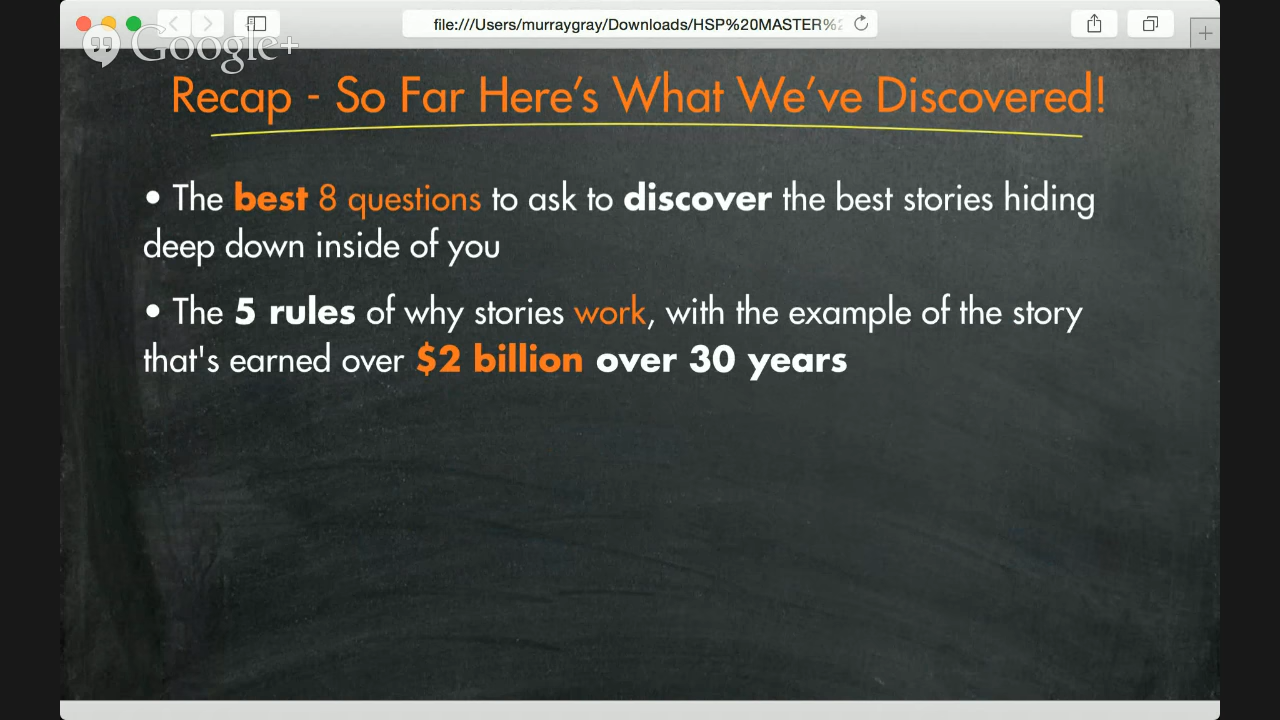 file:///Users/murraygray/Downloads/HSP%20MASTER%2
Google+
Recap - So Far Here's What We've Discovered!
• The best 8 questions to ask to discover the best stories hiding
deep down inside of you
• The 5 rules of why stories work, with the example of the story
that's earned over $2 billion over 30 years